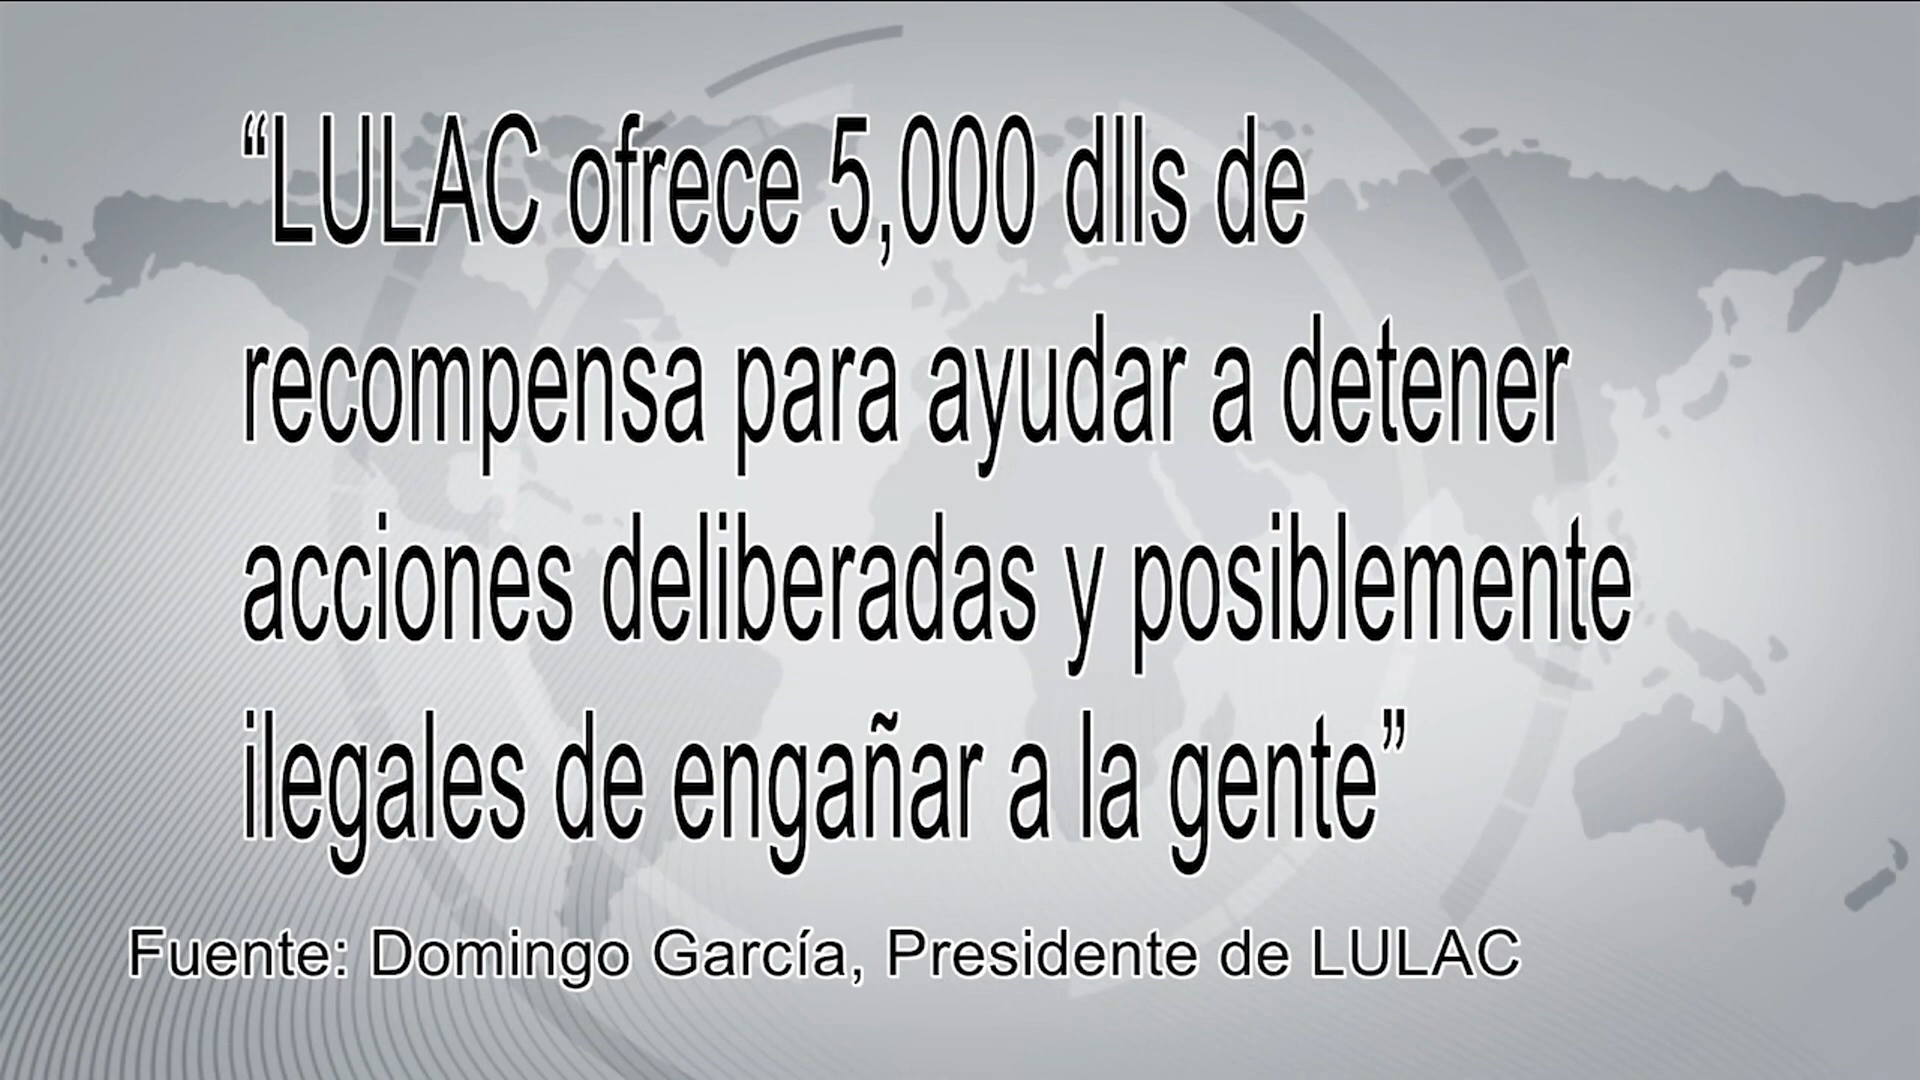 “LULAC ofrece 5,000 dlls de
recompensa para ayudar a detener
acciones deliberadas y posiblemente
ilegales de engañar a la gente”
Fuente: Domingo García, Presidente de LULAC